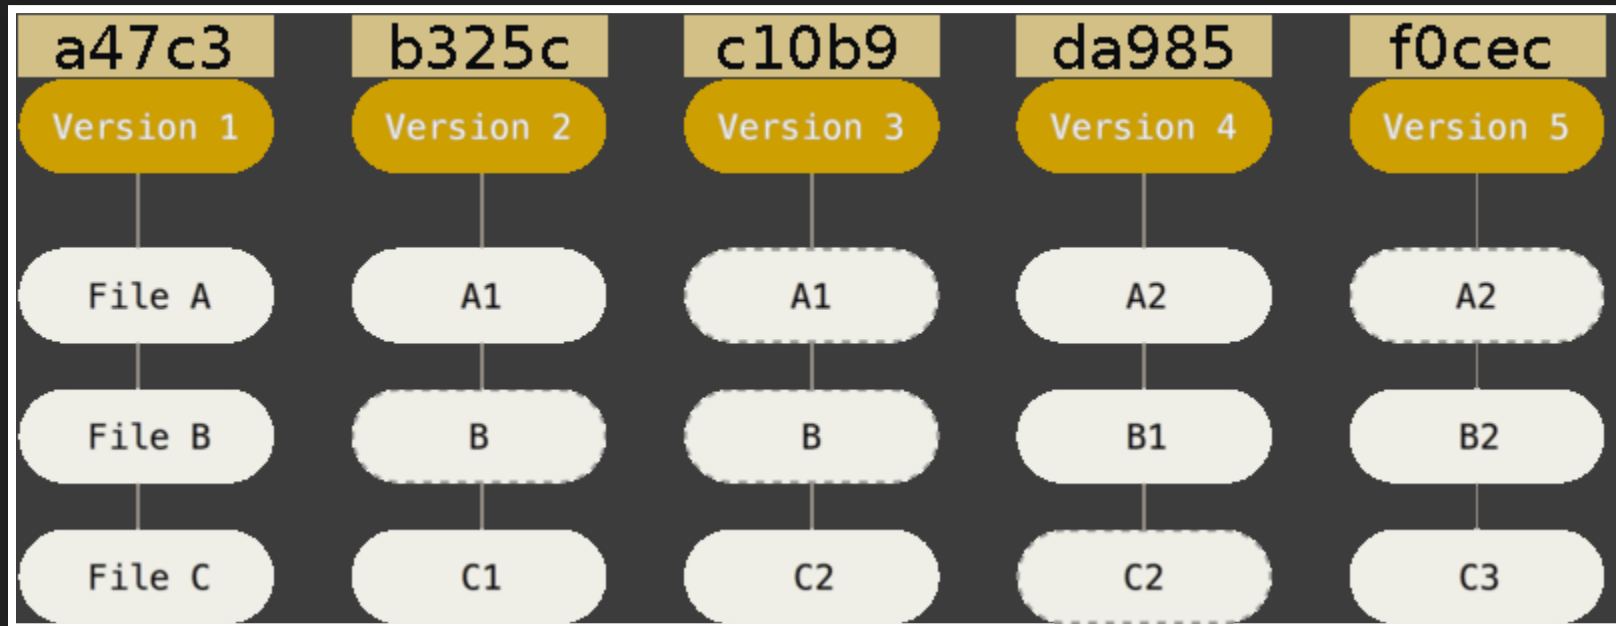 a47c3 b325c c10b9 da985 f0cec
Version 1 Version 2 Version 3 Version 4 Version 5
File A A1 A1 A2 A2
File B B B B1 B2
File C C1 C2 C2 C3